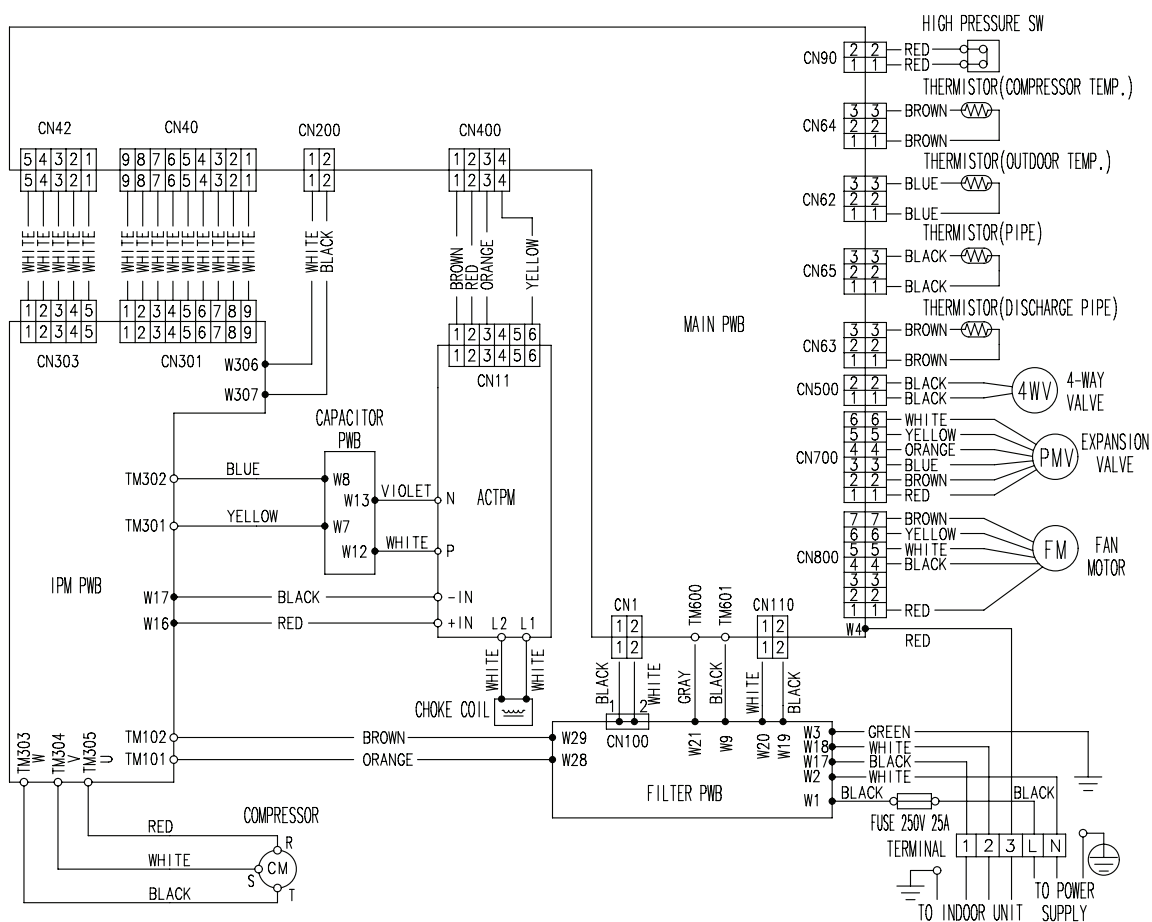 HIGH PRESSURE SW
CN90
2 2 RED
1 1 RED
THERMISTOR(COMPRESSOR TEMP.)
CN64
3 3 BROWN
2 2
1 1 BROWN
THERMISTOR(OUTDOOR TEMP.)
CN62
3 3 BLUE
2 2
1 1 BLUE
THERMISTOR(PIPE)
CN65
3 3 BLACK
2 2
1 1 BLACK
THERMISTOR(DISCHARGE PIPE)
CN63
3 3 BROWN
2 2
1 1 BROWN
CN500
2 2 BLACK
1 1 BLACK
4WV
4-WAY
VALVE
CN700
6 6 WHITE
5 5 YELLOW
4 4 ORANGE
3 3 BLUE
2 2 BROWN
1 1 RED
PMV
EXPANSION
VALVE
CN800
7 7 BROWN
6 6 YELLOW
5 5 WHITE
4 4 BLACK
3 3
2 2
1 1 RED
FM
FAN
MOTOR
W4
RED
CN42
5 4 3 2 1
5 4 3 2 1
WHITE WHITE WHITE WHITE WHITE
1 2 3 4 5
1 2 3 4 5
CN303
CN40
9 8 7 6 5 4 3 2 1
9 8 7 6 5 4 3 2 1
WHITE WHITE WHITE WHITE WHITE WHITE WHITE WHITE WHITE
1 2 3 4 5 6 7 8 9
1 2 3 4 5 6 7 8 9
CN301
CN200
1 2
1 2
WHITE
BLACK
W306
W307
CN400
1 2 3 4
1 2 3 4
BROWN
RED
ORANGE
YELLOW
1 2 3 4 5 6
1 2 3 4 5 6
CN11
MAIN PWB
CAPACITOR
PWB
TM302 BLUE W8
W13 VIOLET N
ACTPM
TM301 YELLOW W7
W12 WHITE P
IPM PWB
W17 BLACK -IN
W16 RED +IN
L2 L1
WHITE WHITE
CHOKE COIL
CN1
1 2
1 2
BLACK
WHITE
1 2
CN100
TM600
GRAY
W21
TM601
BLACK
W9
CN110
1 2
1 2
WHITE
BLACK
W20
W19
TM102 BROWN W29
TM101 ORANGE W28
FILTER PWB
W3 GREEN
W18 WHITE
W17 BLACK
W2 WHITE
W1 BLACK
BLACK
FUSE 250V 25A
TERMINAL
1 2 3 L N
TO INDOOR UNIT
TO POWER
SUPPLY
TM303
W
TM304
V
TM305
U
COMPRESSOR
RED
R
WHITE
S
CM
BLACK
T